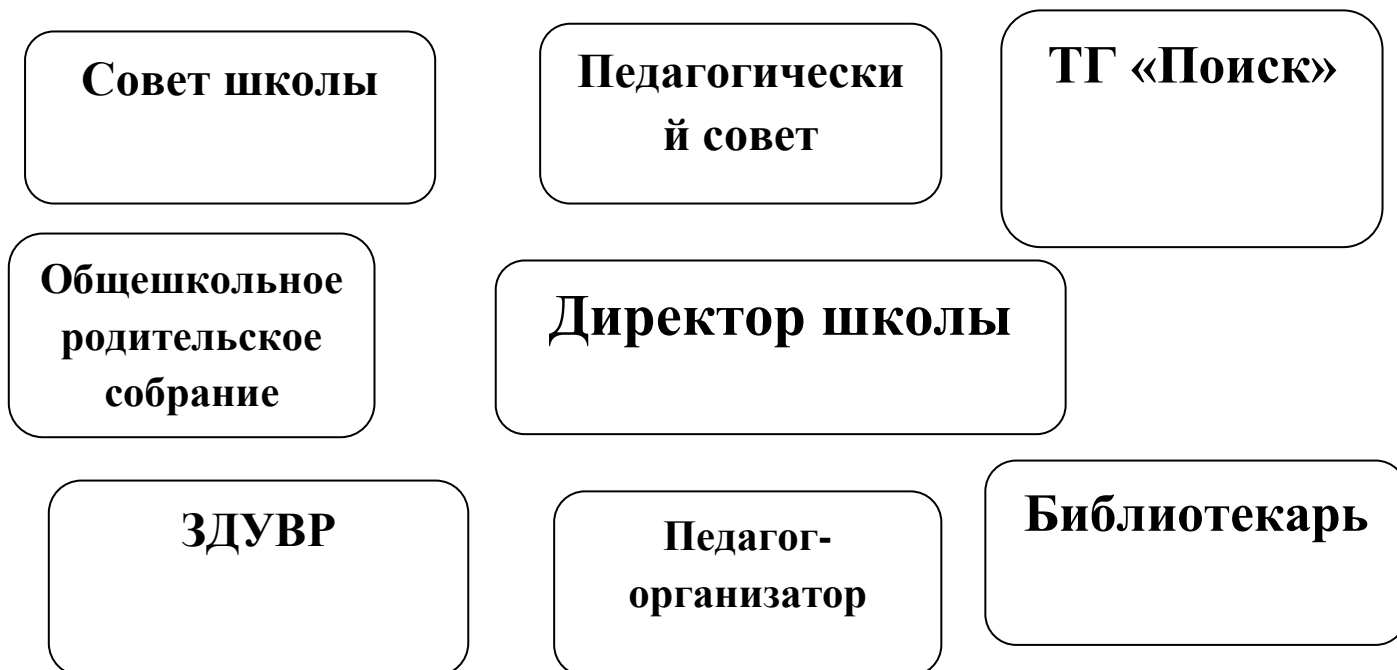 Совет школы
Педагогически
й совет
ТГ «Поиск»
Общешкольное
родительское
собрание
Директор школы
ЗДУВР
Педагог-
организатор
Библиотекарь